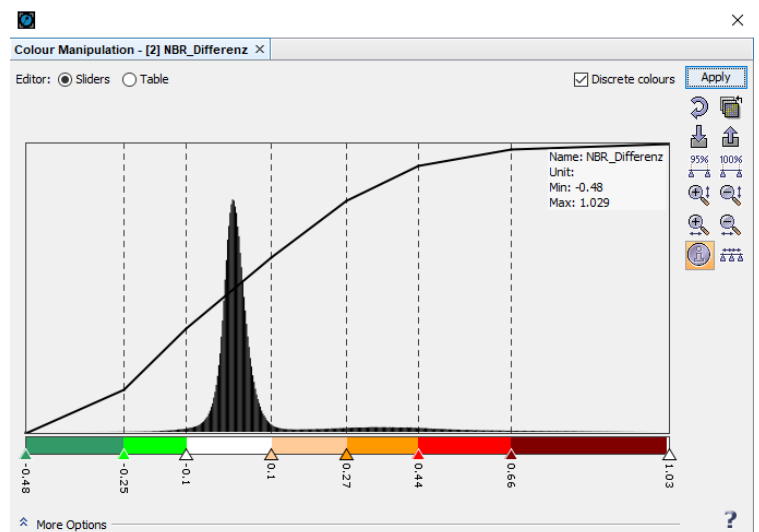 Colour Manipulation - [2] NBR_Differenz ×
Editor: Sliders Table
Discrete colours
Apply
95% 100%
Name: NBR_Differenz
Unit:
Min: -0.48
Max: 1.029
-0.48
-0.25
-0.1
0.1
0.27
0.44
0.66
1.03
More Options
?